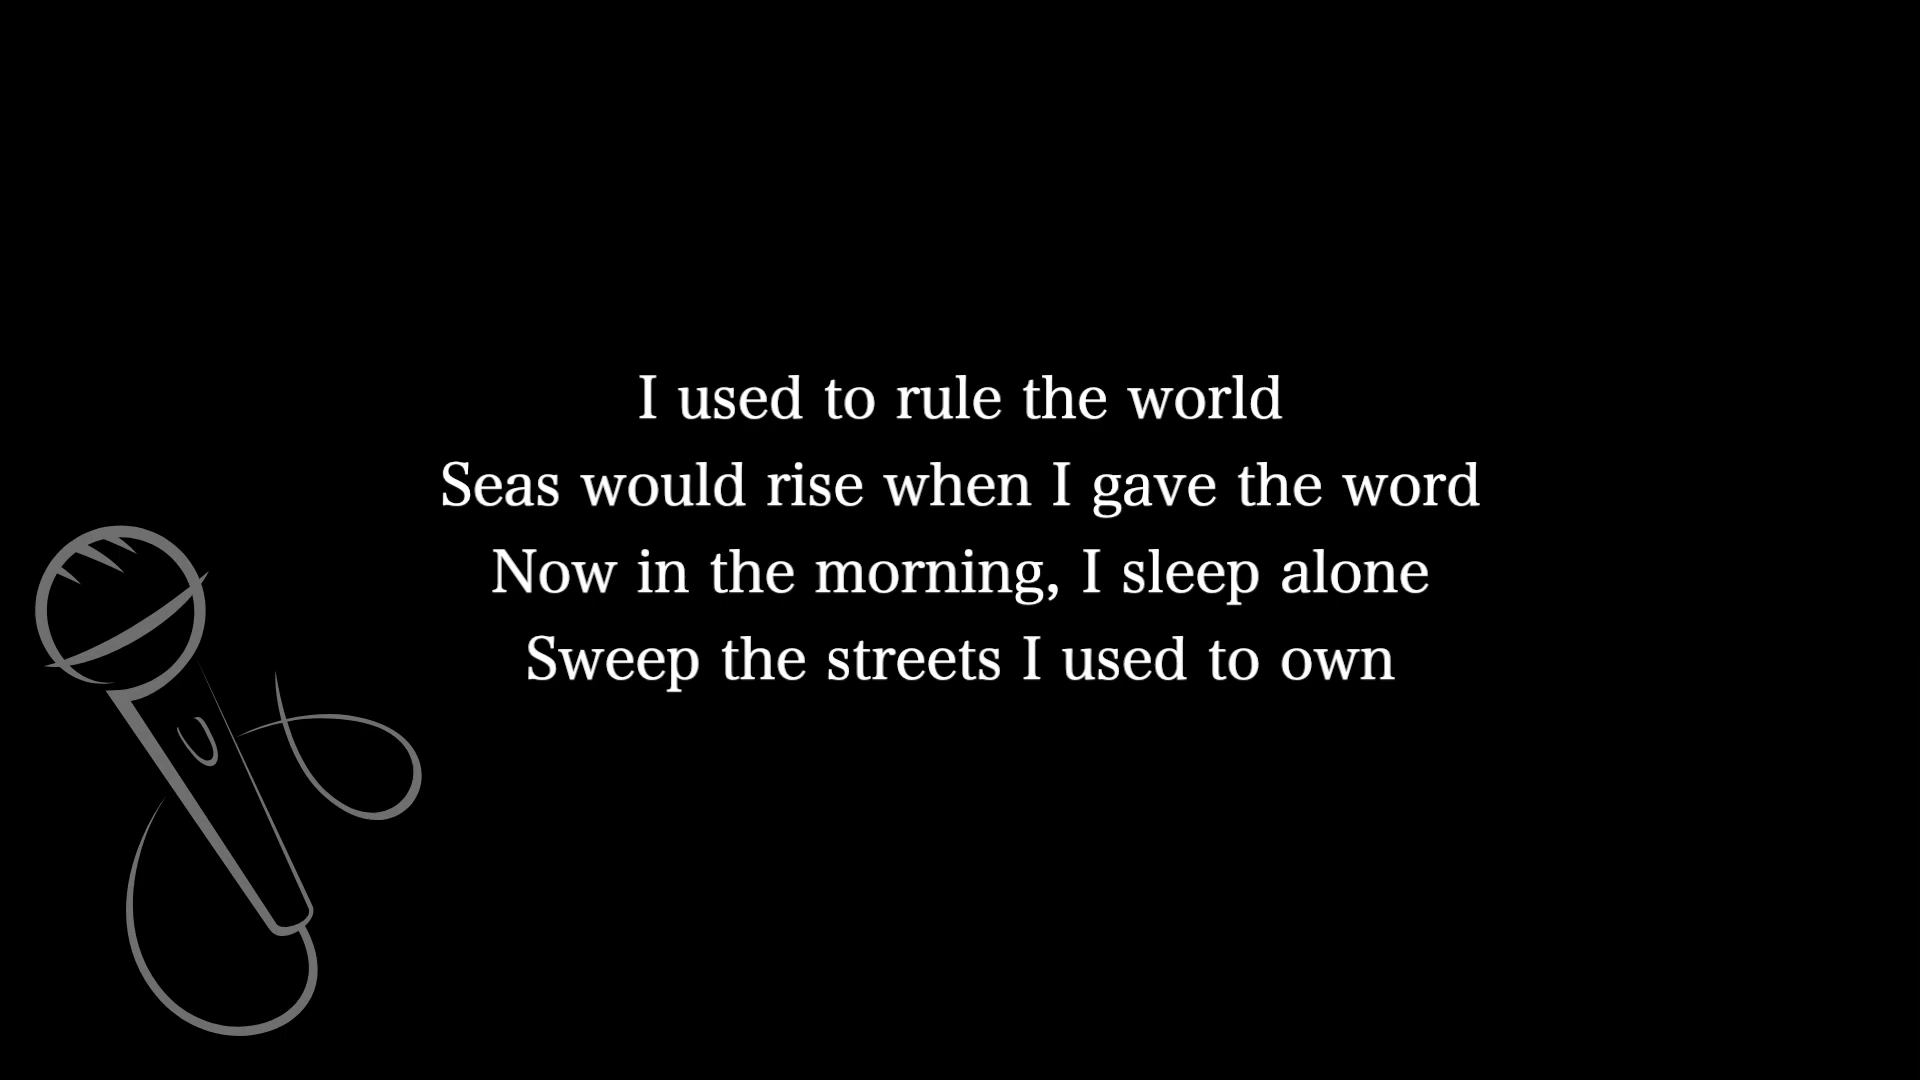 I used to rule the world
Seas would rise when I gave the word
Now in the morning, I sleep alone
Sweep the streets I used to own